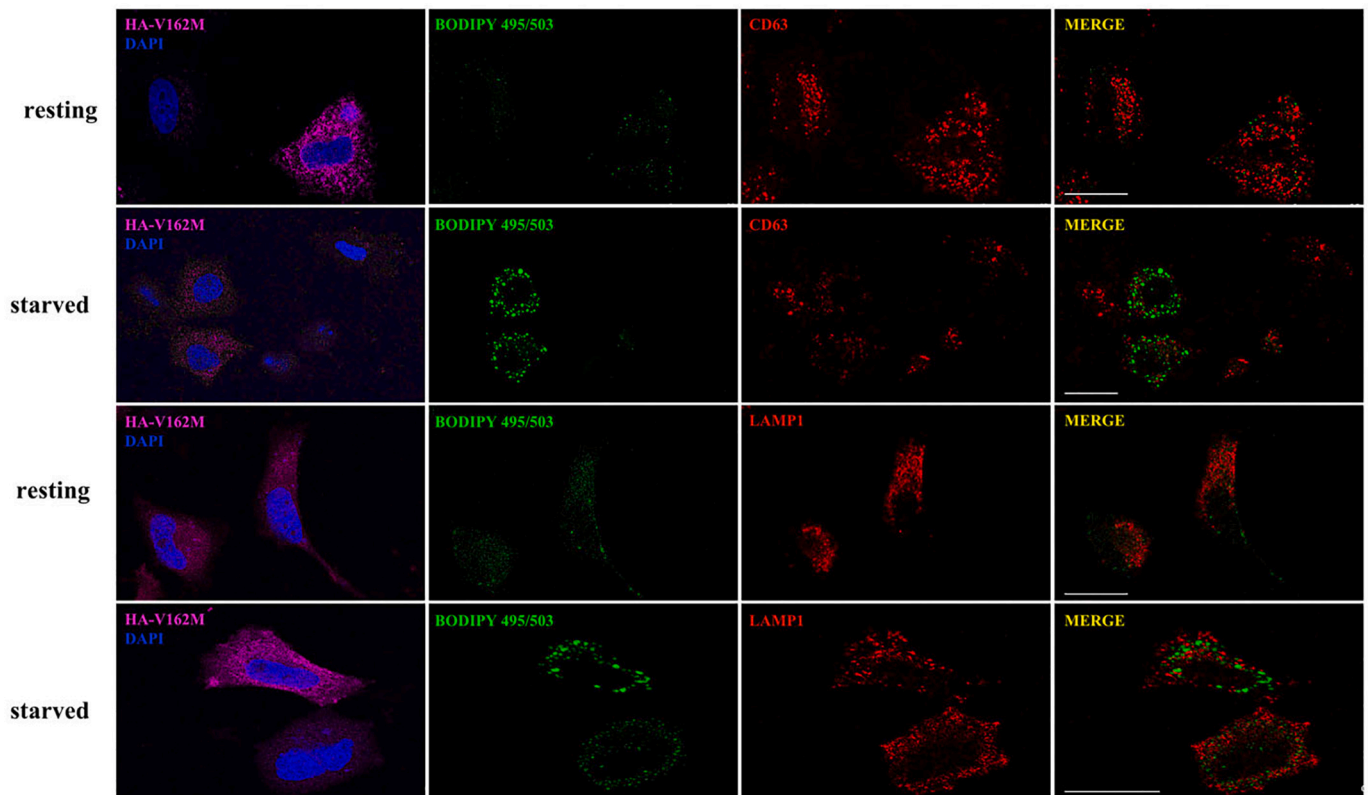 HA-V162M
DAPI
BODIPY 495/503
CD63
MERGE
resting
HA-V162M
DAPI
BODIPY 495/503
CD63
MERGE
starved
HA-V162M
DAPI
BODIPY 495/503
LAMP1
MERGE
resting
HA-V162M
DAPI
BODIPY 495/503
LAMP1
MERGE
starved